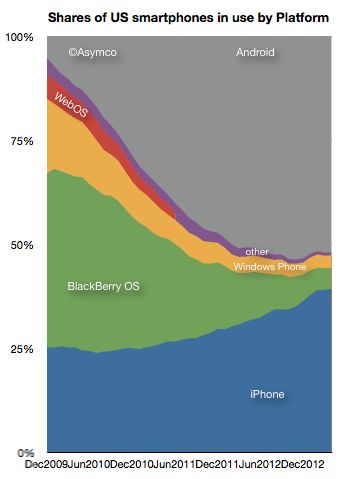 Shares of US smartphones in use by Platform
100%
©Asymco
Android
WebOS
75%
50%
other
Windows Phone
BlackBerry OS
25%
iPhone
0%
Dec2009Jun2010Dec2010Jun2011Dec2011Jun2012Dec2012